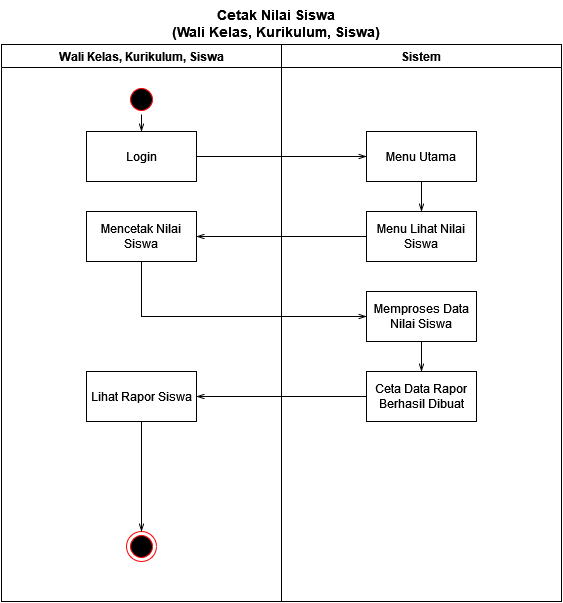 Cetak Nilai Siswa
(Wali Kelas, Kurikulum, Siswa)
Wali Kelas, Kurikulum, Siswa
Sistem
Login
Menu Utama
Mencetak Nilai
Siswa
Menu Lihat Nilai
Siswa
Memproses Data
Nilai Siswa
Lihat Rapor Siswa
Ceta Data Rapor
Berhasil Dibuat